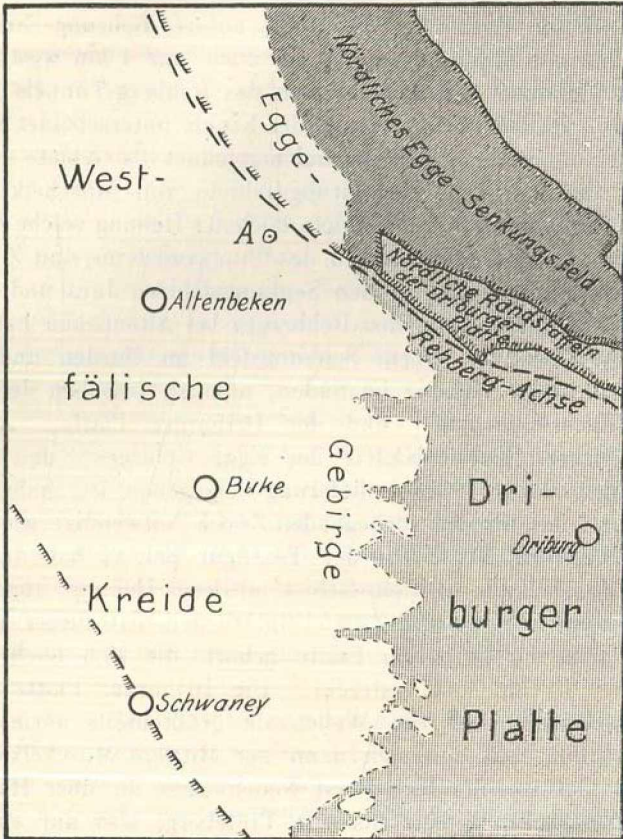 Nördliches Egge-Senkungsfeld
Egge-
West-
A
Nördliche Randstaffeln
der Driburger
Platte
Rehberg-Achse
Altenbeken
fälische
Gebirge
Buke
Dri-
Driburg
Kreide
burger
Schwaney
Platte